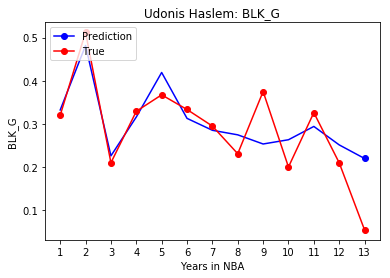 Udonis Haslem: BLK_G
Prediction
True
0.5
0.4
0.3
0.2
0.1
BLK_G
1 2 3 4 5 6 7 8 9 10 11 12 13
Years in NBA